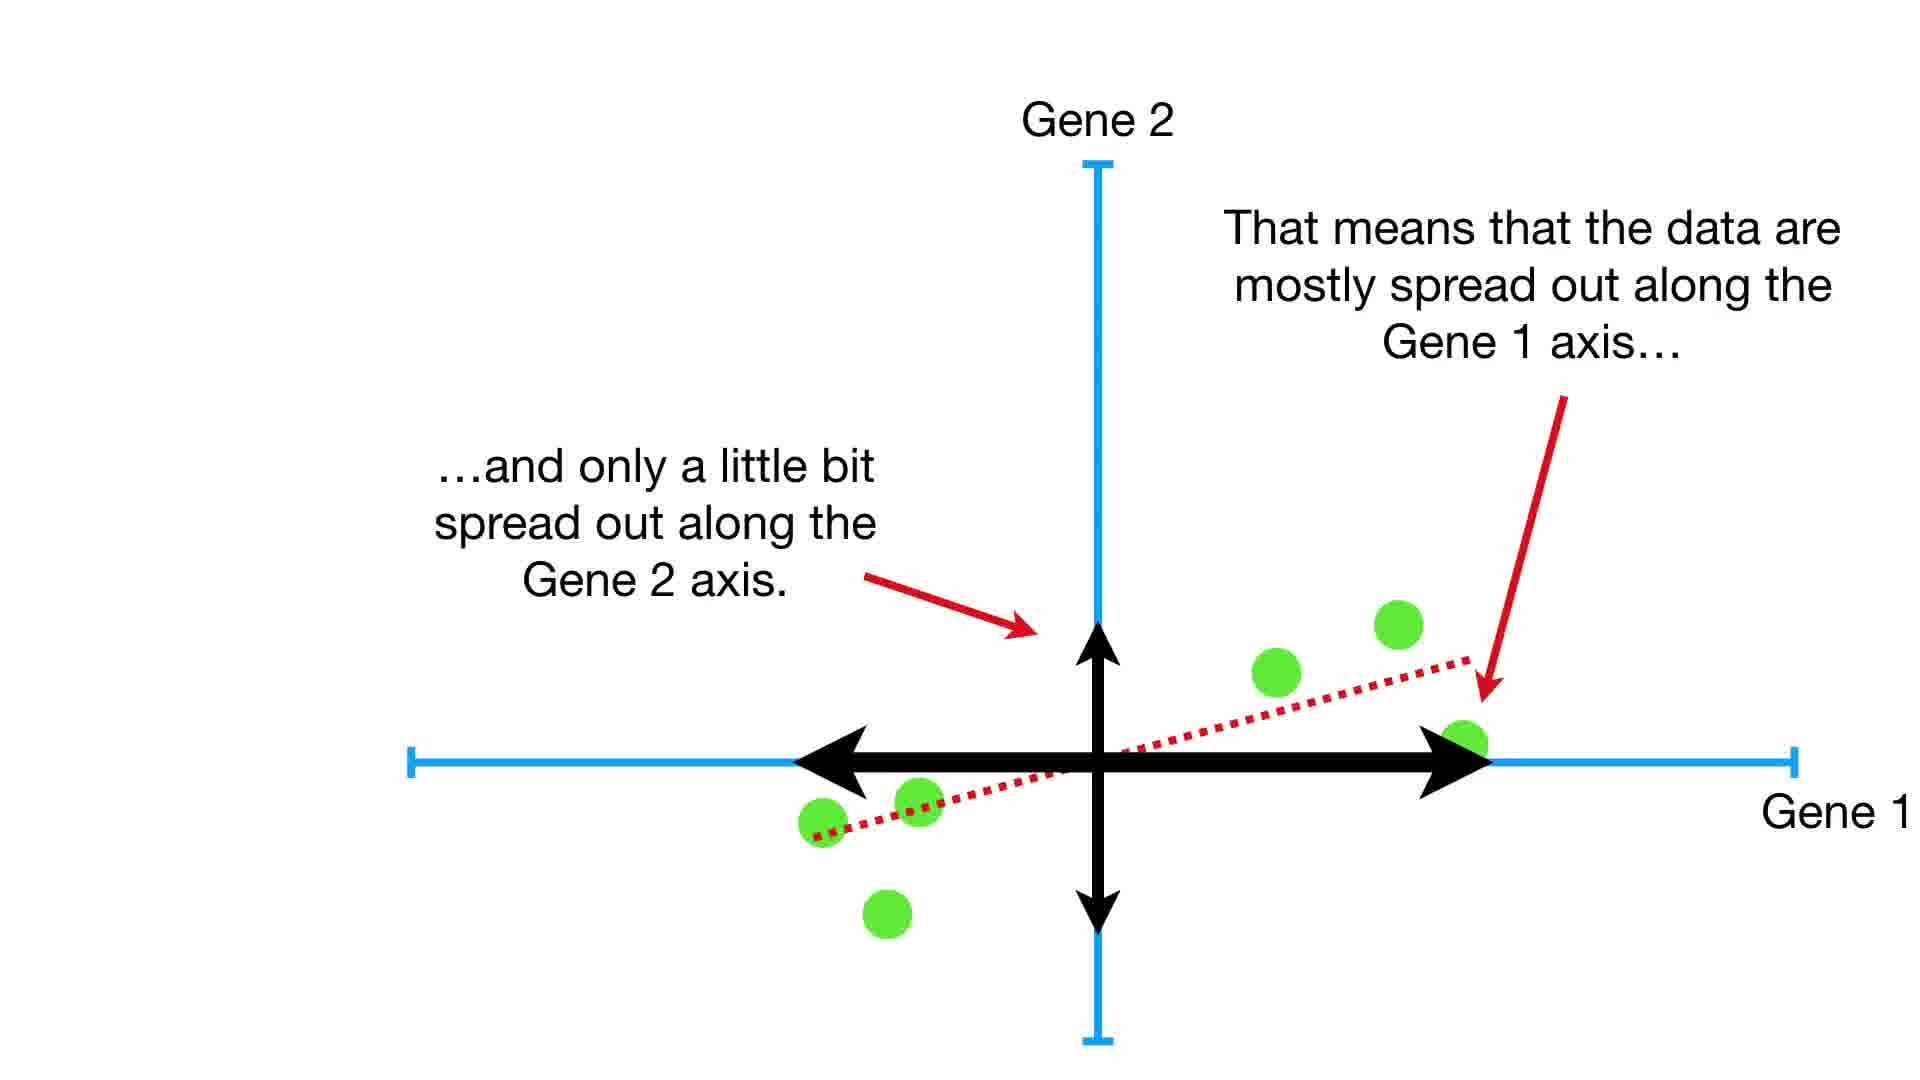 Gene 2
That means that the data are
mostly spread out along the
Gene 1 axis…
…and only a little bit
spread out along the
Gene 2 axis.
Gene 1